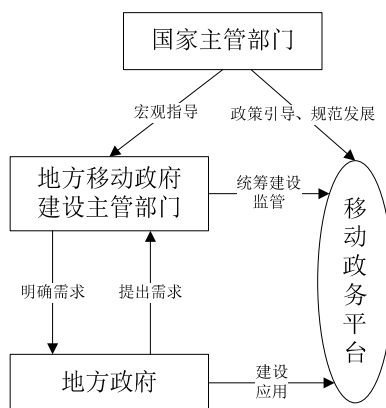 国家主管部门
宏观指导
政策引导、规范发展
地方移动政府
建设主管部门
统筹建设
监管
移动政务平台
明确需求
提出需求
地方政府
建设
应用